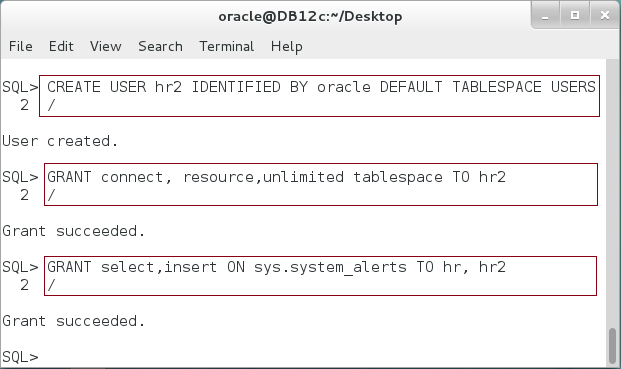 oracle@DB12c:~/Desktop
File Edit View Search Terminal Help
SQL> CREATE USER hr2 IDENTIFIED BY oracle DEFAULT TABLESPACE USERS
2 /
User created.
SQL> GRANT connect, resource,unlimited tablespace TO hr2
2 /
Grant succeeded.
SQL> GRANT select,insert ON sys.system_alerts TO hr, hr2
2 /
Grant succeeded.
SQL>